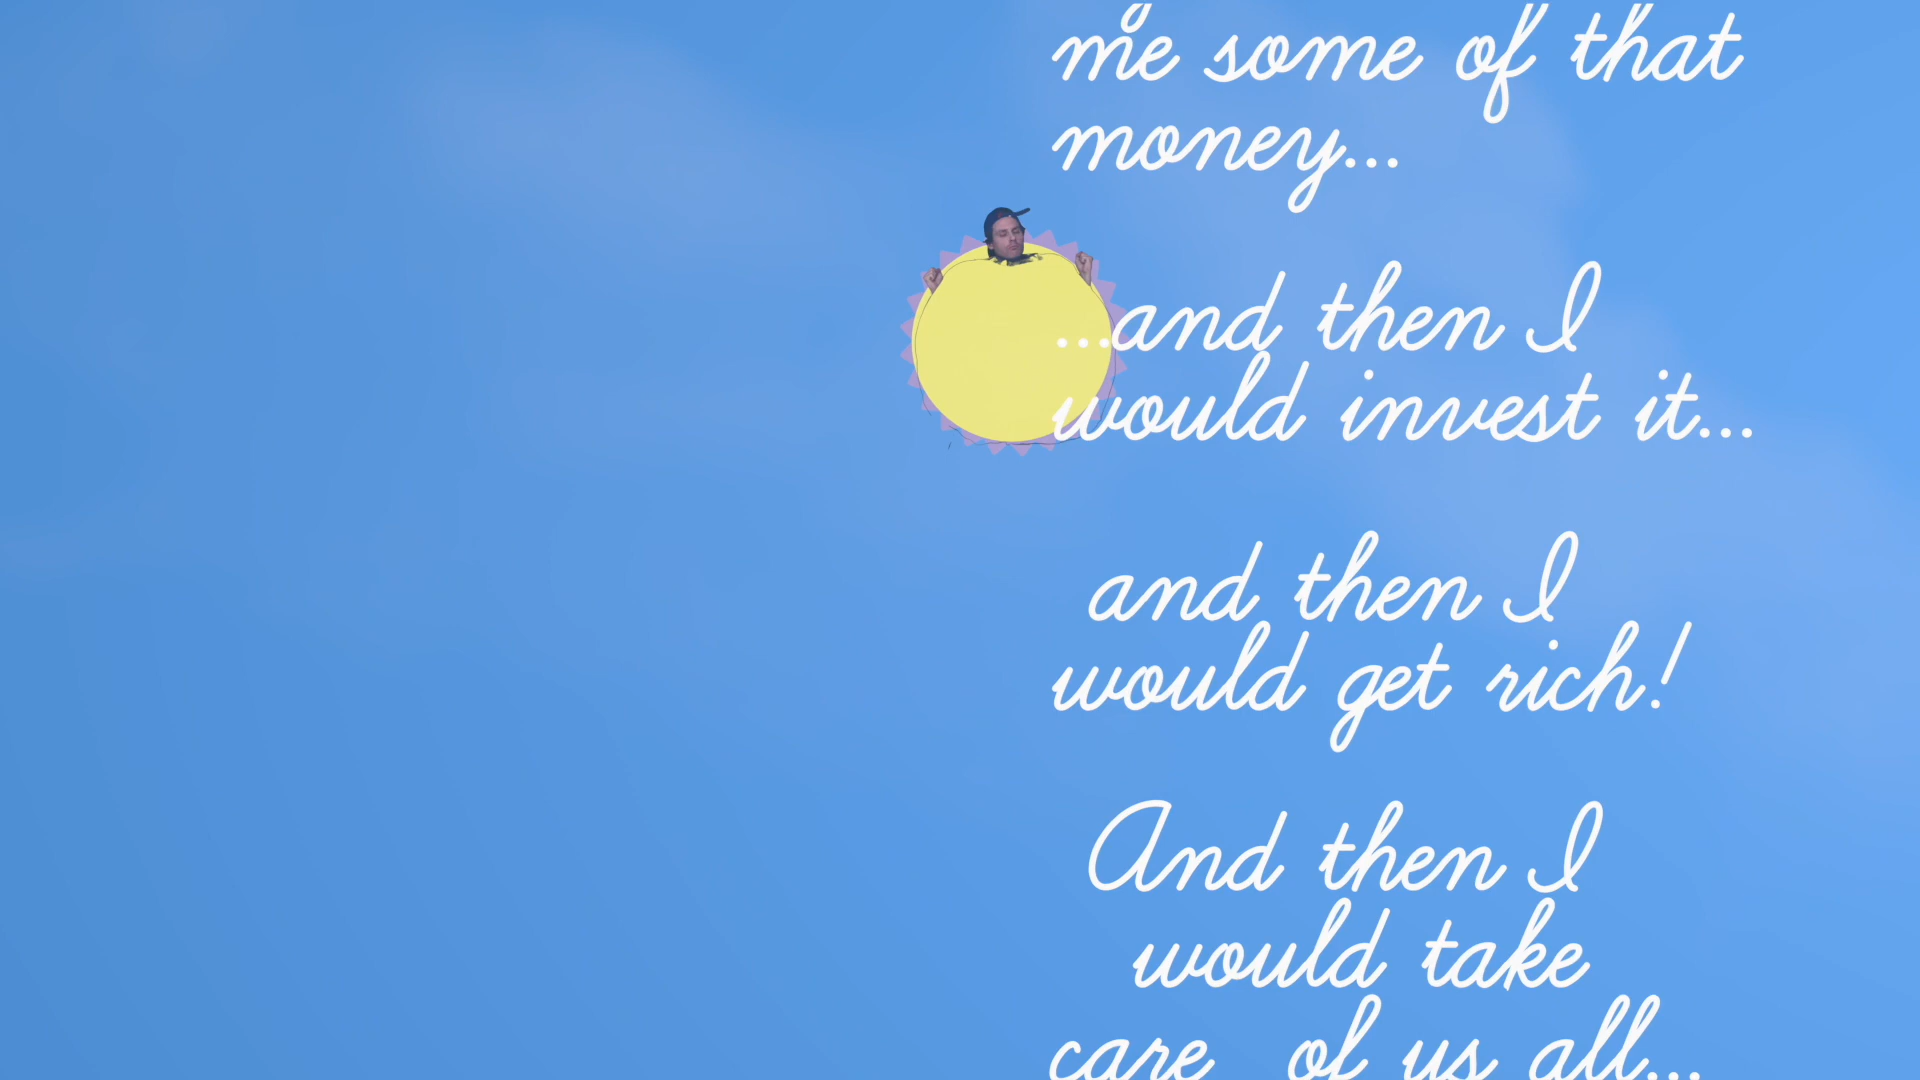 me some of that
money...
...and then I
would invest it...
and then I
would get rich!
And then I
would take
care of us all...